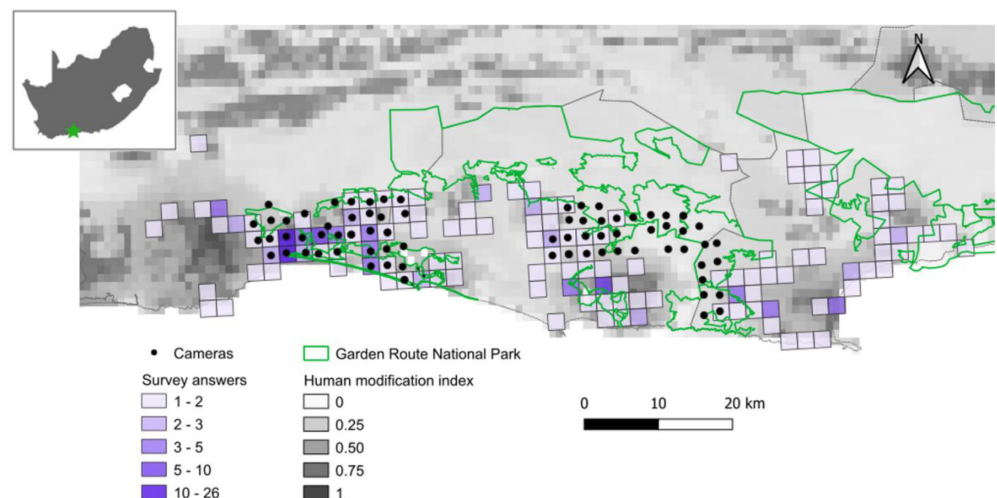 N
Cameras
Garden Route National Park
Survey answers
Human modification index
1 - 2
0
2 - 3
0.25
3 - 5
0.50
5 - 10
0.75
10 - 26
1
0 10 20 km